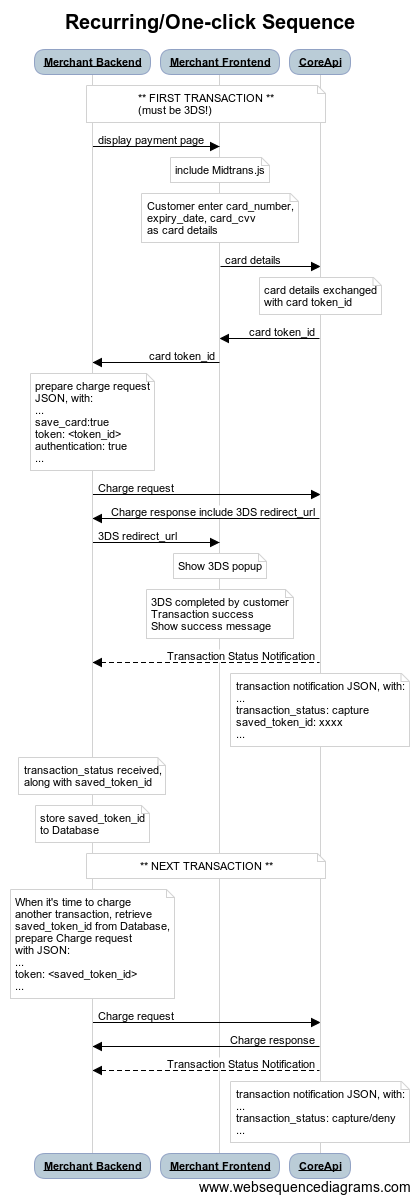 Recurring/One-click Sequence
Merchant Backend
Merchant Frontend
CoreApi
** FIRST TRANSACTION **
(must be 3DS!)
display payment page
include Midtrans.js
Customer enter card_number,
expiry_date, card_cvv
as card details
card details
card details exchanged
with card token_id
card token_id
card token_id
prepare charge request
JSON, with:
...
save_card:true
token: <token_id>
authentication: true
...
Charge request
Charge response include 3DS redirect_url
3DS redirect_url
Show 3DS popup
3DS completed by customer
Transaction success
Show success message
Transaction Status Notification
transaction notification JSON, with:
...
transaction_status: capture
saved_token_id: xxxx
...
transaction_status received,
along with saved_token_id
store saved_token_id
to Database
** NEXT TRANSACTION **
When it's time to charge
another transaction, retrieve
saved_token_id from Database,
prepare Charge request
with JSON:
...
token: <saved_token_id>
...
Charge request
Charge response
Transaction Status Notification
transaction notification JSON, with:
...
transaction_status: capture/deny
...
Merchant Backend
Merchant Frontend
CoreApi
www.websequencediagrams.com